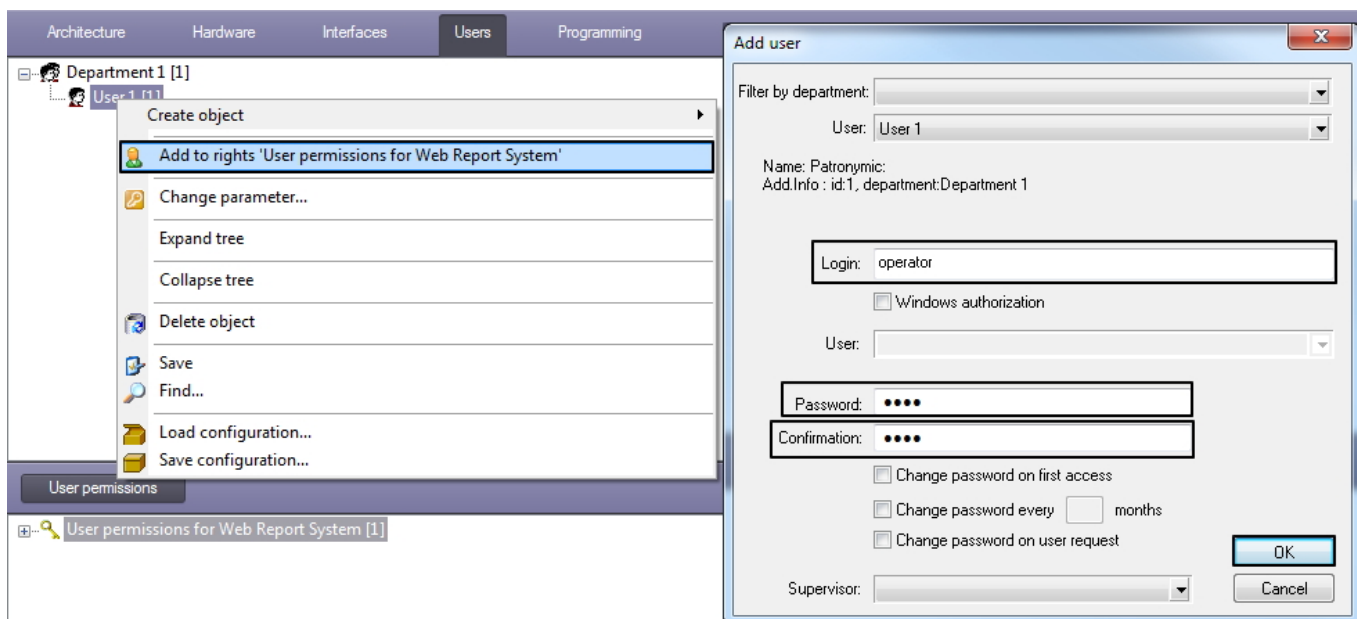 Architecture Hardware Interfaces Users Programming
Department 1 [1]
User 1 [1]
Create object
Add to rights 'User permissions for Web Report System'
Change parameter...
Expand tree
Collapse tree
Delete object
Save
Find...
Load configuration...
Save configuration...
User permissions
User permissions for Web Report System [1]
Add user
Filter by department:
User: User 1
Name: Patronymic:
Add.Info : id:1, department:Department 1
Login: operator
Windows authorization
User:
Password: ••••
Confirmation: ••••
Change password on first access
Change password every months
Change password on user request
OK
Supervisor: Cancel